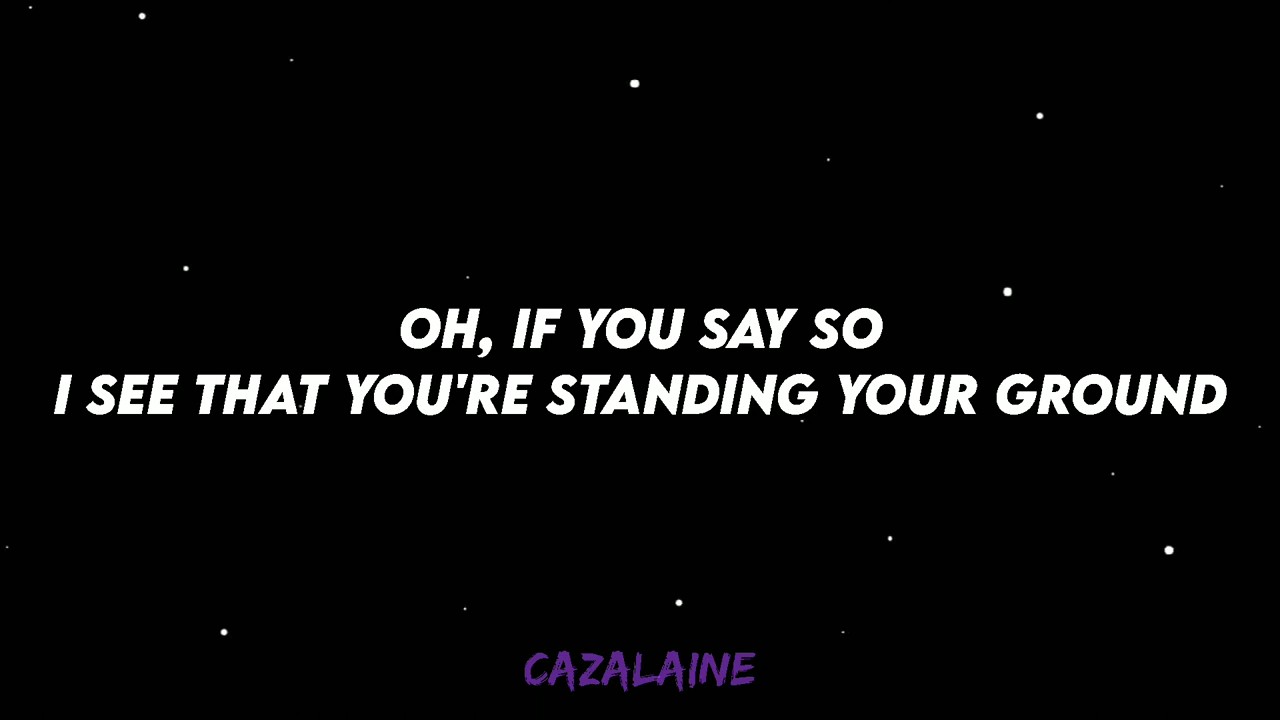 OH, IF YOU SAY SO
I SEE THAT YOU'RE STANDING YOUR GROUND
CAZALAINE